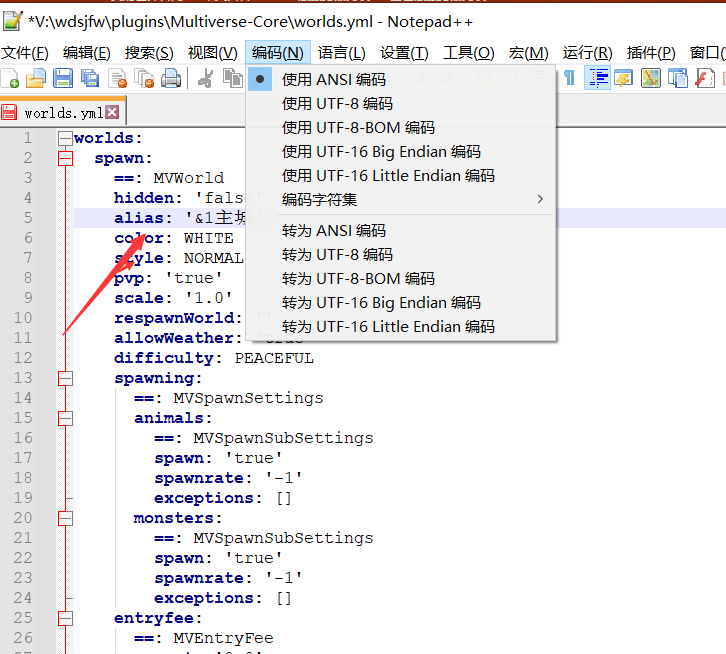 *V:\wdsjfw\plugins\Multiverse-Core\worlds.yml - Notepad++
文件(F) 编辑(E) 搜索(S) 视图(V) 编码(N) 语言(L) 设置(T) 工具(O) 宏(M) 运行(R) 插件(P) 窗口
使用 ANSI 编码
使用 UTF-8 编码
使用 UTF-8-BOM 编码
使用 UTF-16 Big Endian 编码
使用 UTF-16 Little Endian 编码
编码字符集
转为 ANSI 编码
转为 UTF-8 编码
转为 UTF-8-BOM 编码
转为 UTF-16 Big Endian 编码
转为 UTF-16 Little Endian 编码
worlds.yml
1 worlds:
2 spawn:
3 ==: MVWorld
4 hidden: 'false
5 alias: '&1主城
6 color: WHITE
7 style: NORMAL
8 pvp: 'true'
9 scale: '1.0'
10 respawnWorld: ''
11 allowWeather: 'true'
12 difficulty: PEACEFUL
13 spawning:
14 ==: MVSpawnSettings
15 animals:
16 ==: MVSpawnSubSettings
17 spawn: 'true'
18 spawnrate: '-1'
19 exceptions: []
20 monsters:
21 ==: MVSpawnSubSettings
22 spawn: 'true'
23 spawnrate: '-1'
24 exceptions: []
25 entryfee:
26 ==: MVEntryFee